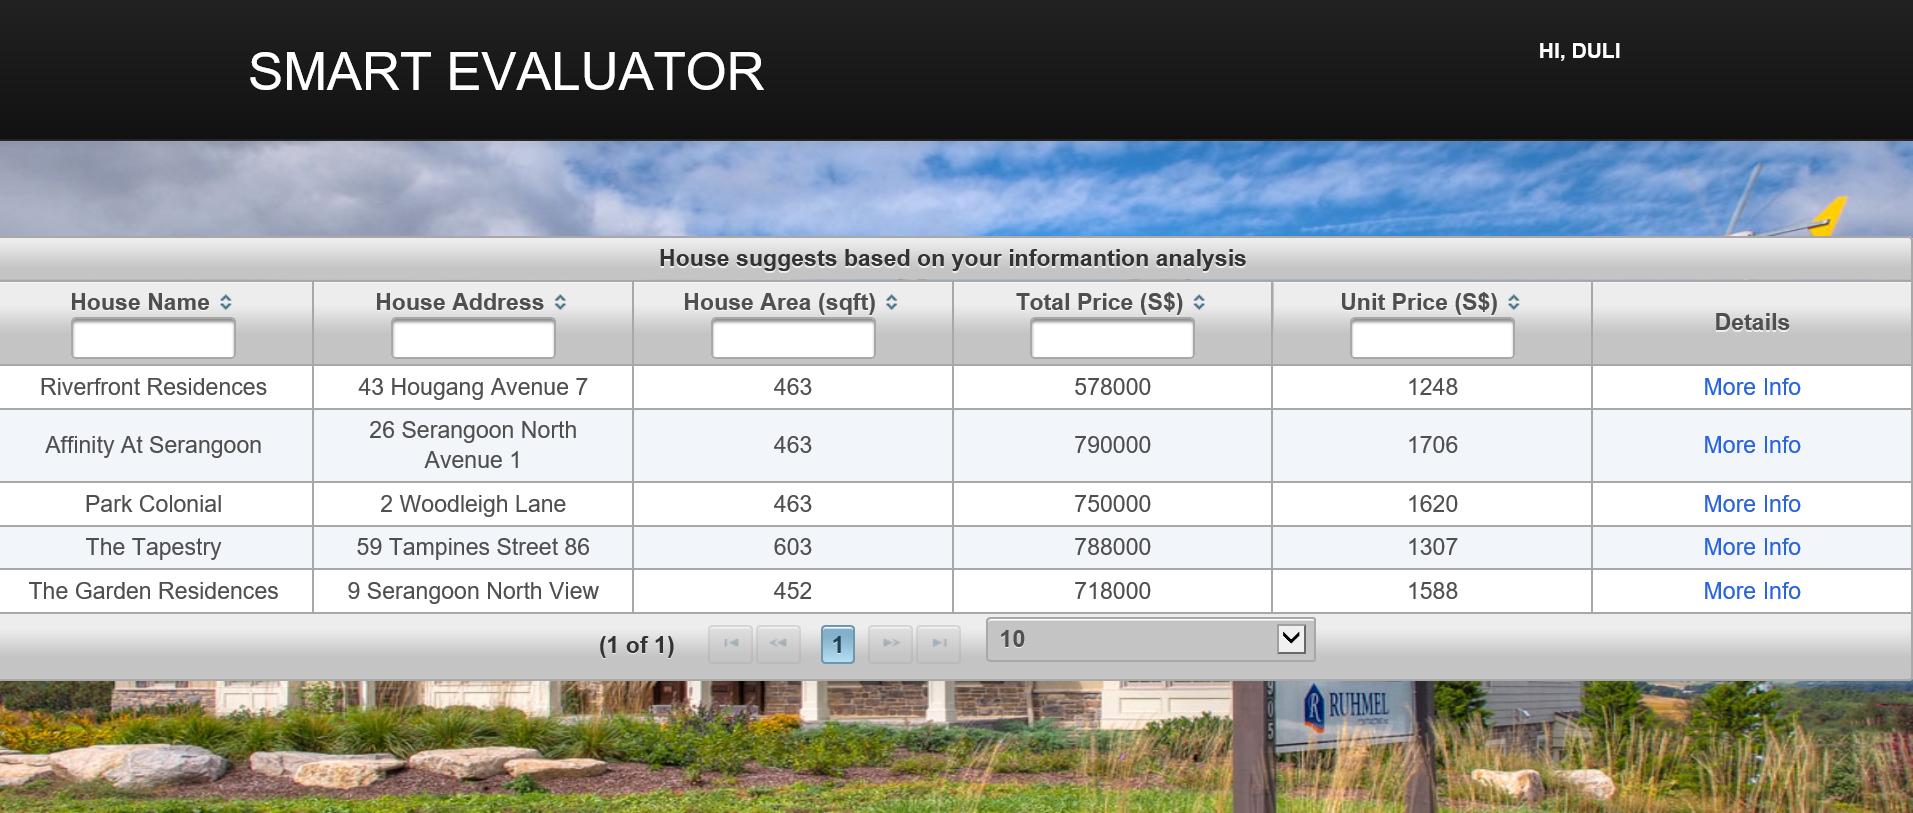 SMART EVALUATOR
HI, DULI
House suggests based on your informantion analysis
House Name House Address House Area (sqft) Total Price (S$) Unit Price (S$) Details
Riverfront Residences 43 Hougang Avenue 7 463 578000 1248 More Info
Affinity At Serangoon 26 Serangoon North Avenue 1 463 790000 1706 More Info
Park Colonial 2 Woodleigh Lane 463 750000 1620 More Info
The Tapestry 59 Tampines Street 86 603 788000 1307 More Info
The Garden Residences 9 Serangoon North View 452 718000 1588 More Info
(1 of 1) 1 10
RUHMEL
905